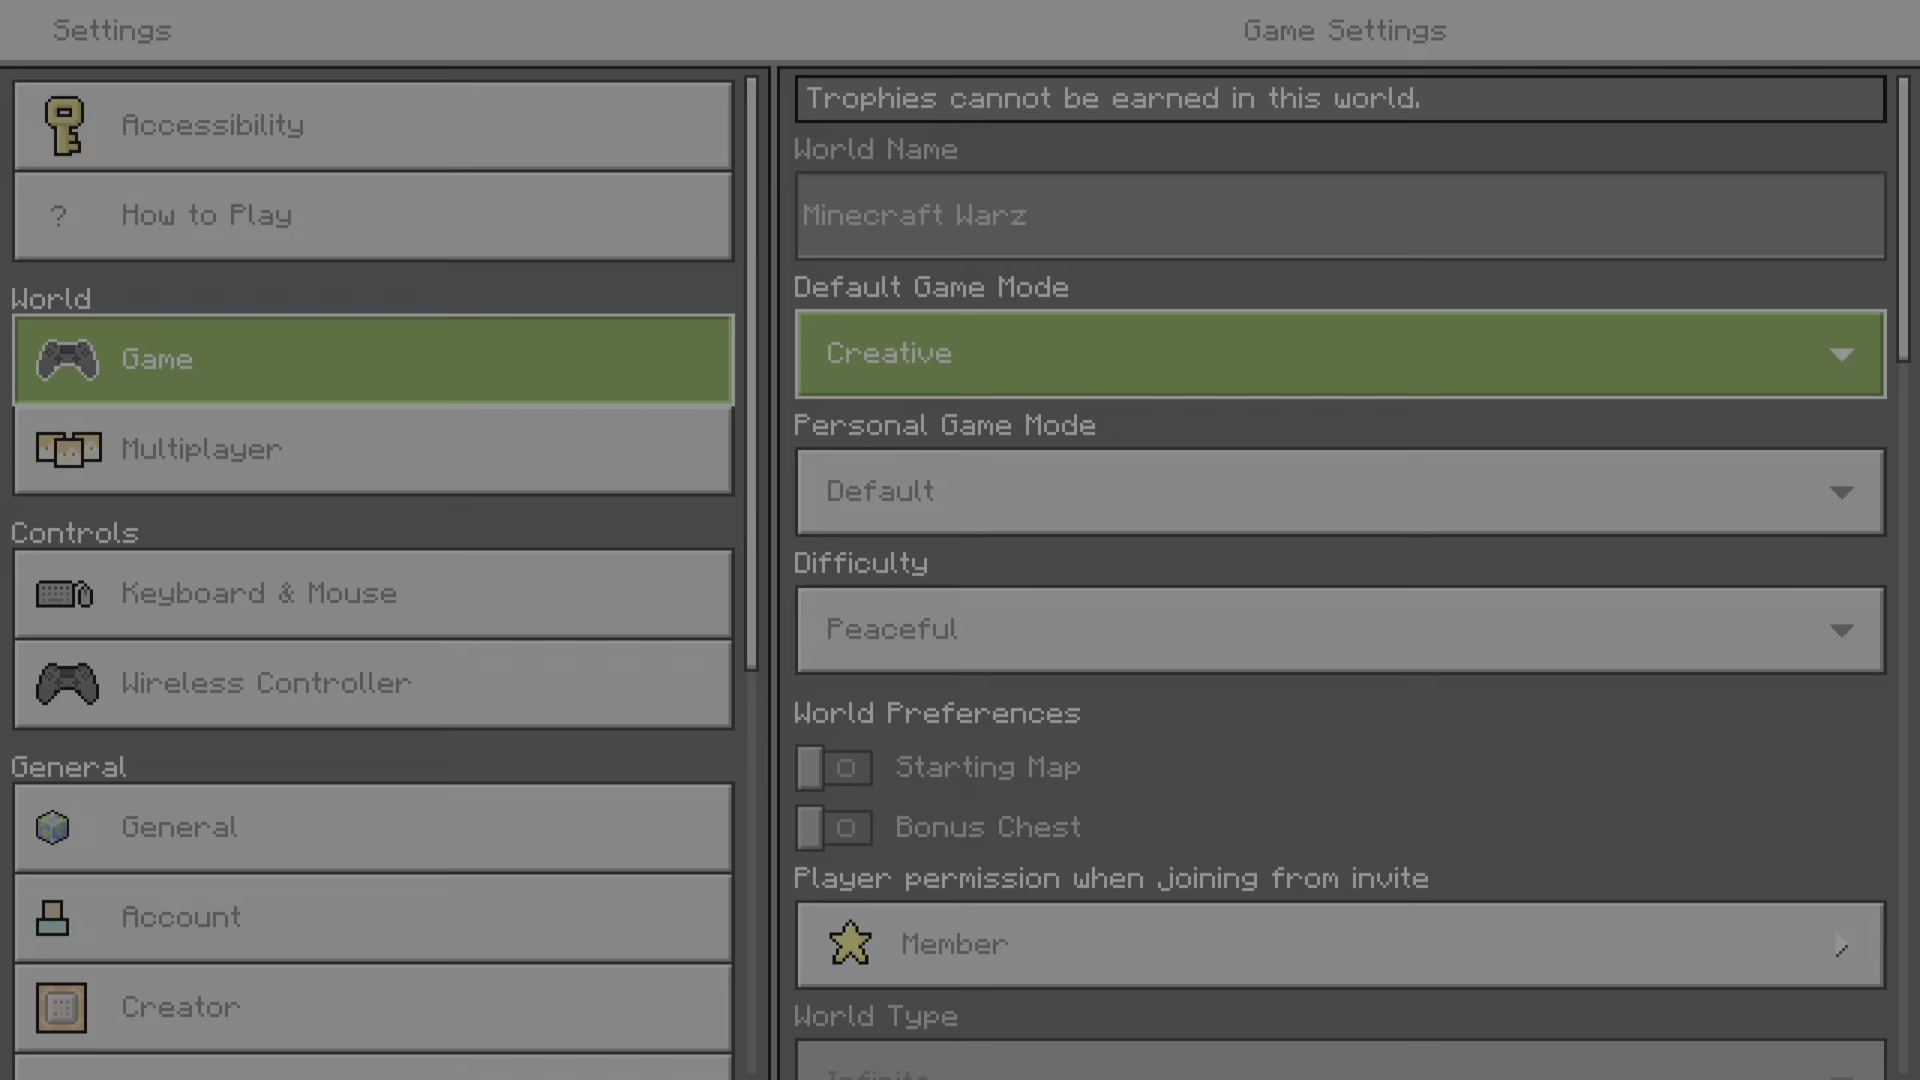 Settings
Game Settings
Accessibility
? How to Play
World
Game
Multiplayer
Controls
Keyboard & Mouse
Wireless Controller
General
General
Account
Creator
Trophies cannot be earned in this world.
World Name
Minecraft Warz
Default Game Mode
Creative
Personal Game Mode
Default
Difficulty
Peaceful
World Preferences
Starting Map
Bonus Chest
Player permission when joining from invite
Member
World Type
Infinite